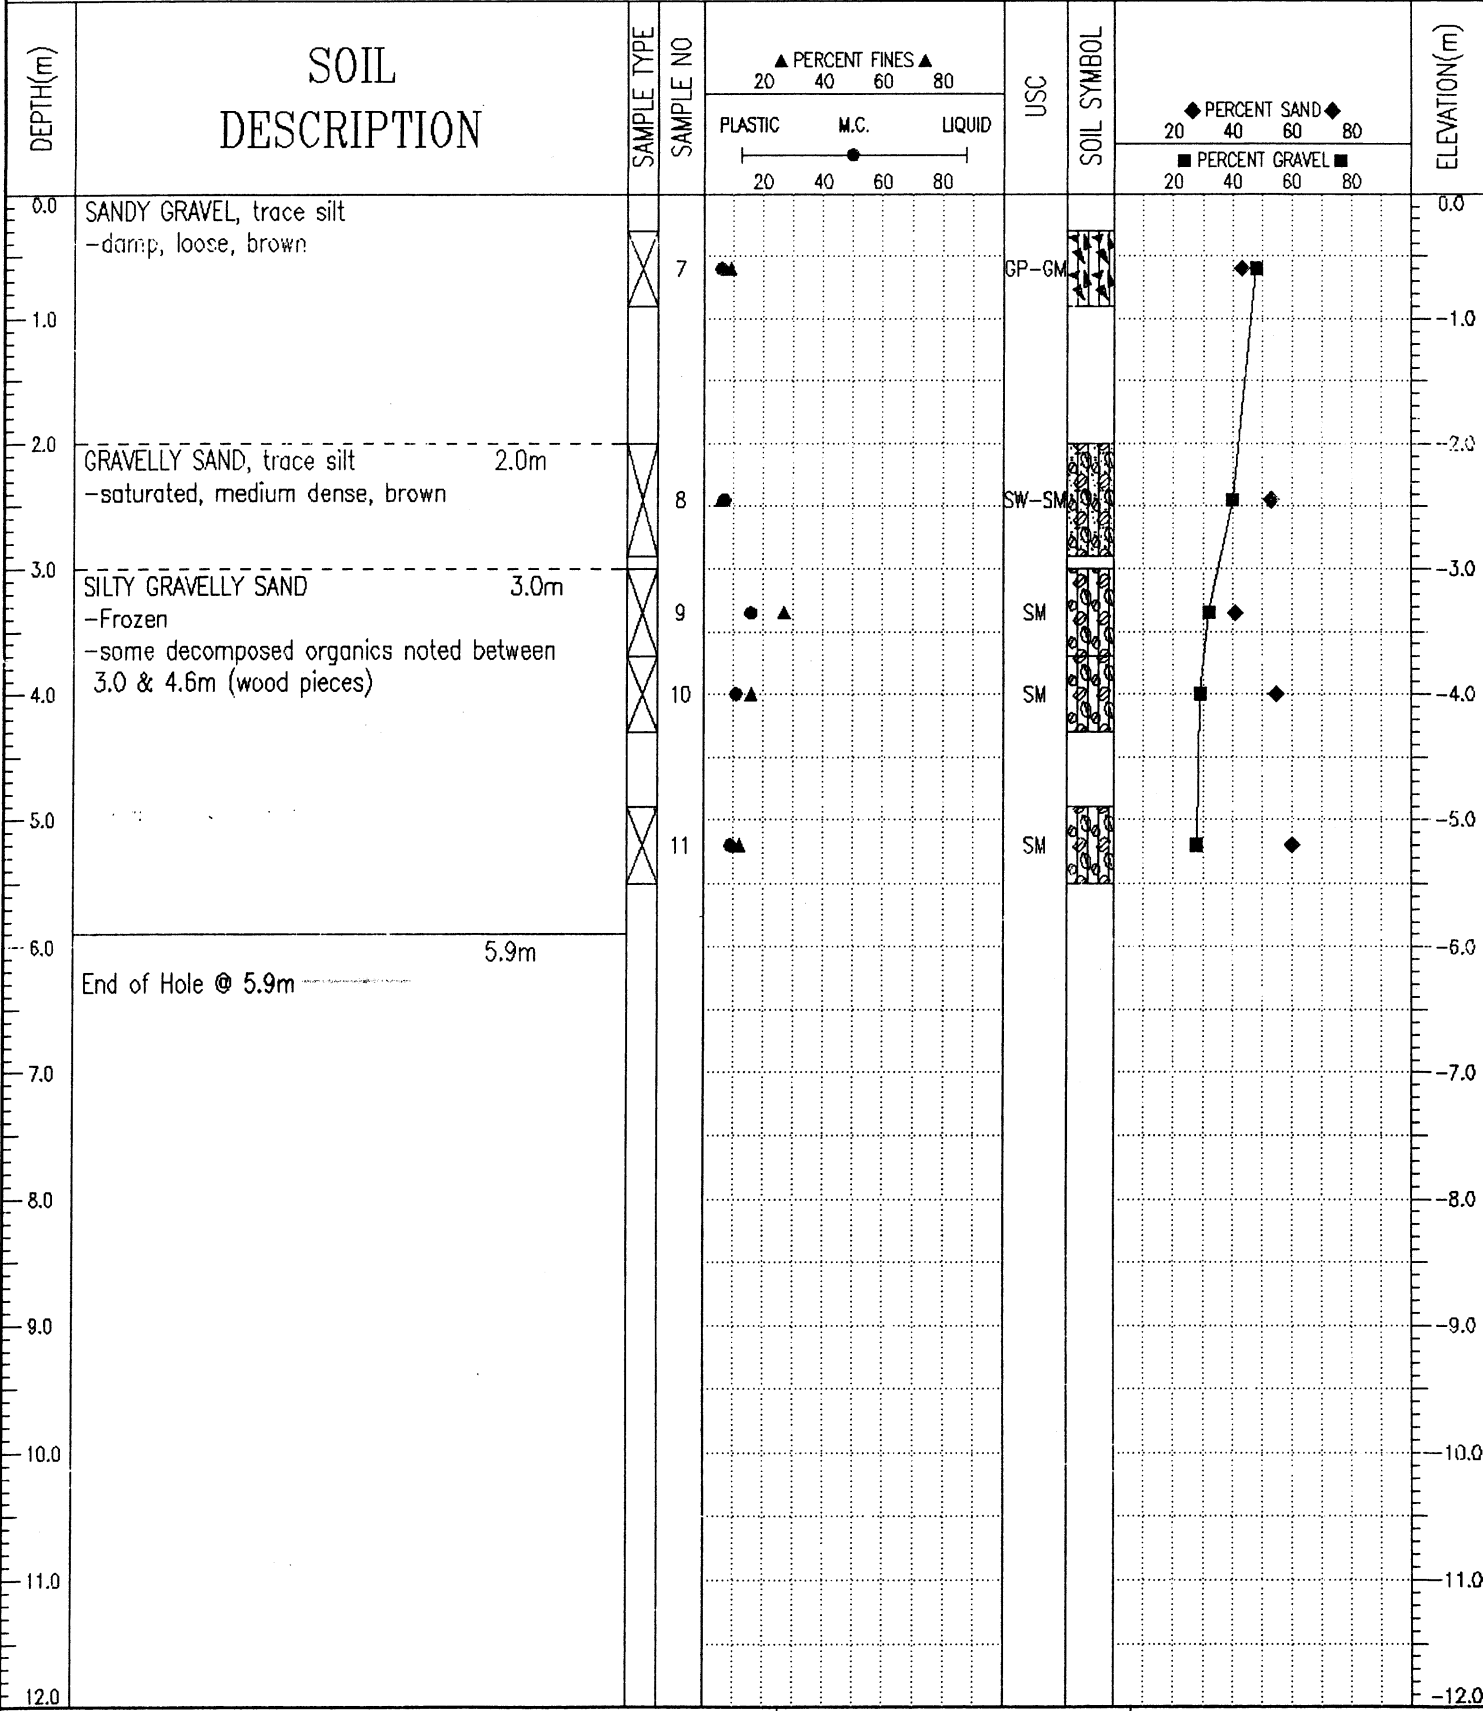 DEPTH(m)
SOIL
DESCRIPTION
SAMPLE TYPE
SAMPLE NO
▲ PERCENT FINES ▲
20 40 60 80
PLASTIC M.C. LIQUID
20 40 60 80
USC
SOIL SYMBOL
◆ PERCENT SAND ◆
20 40 60 80
■ PERCENT GRAVEL ■
20 40 60 80
ELEVATION(m)
0.0
SANDY GRAVEL, trace silt
-damp, loose, brown
7
GP-GM
0.0
1.0
-1.0
2.0
GRAVELLY SAND, trace silt 2.0m
-saturated, medium dense, brown
8
SW-SM
-2.0
3.0
SILTY GRAVELLY SAND 3.0m
-Frozen
-some decomposed organics noted between
3.0 & 4.6m (wood pieces)
9
SM
-3.0
4.0
10
SM
-4.0
5.0
11
SM
-5.0
6.0
5.9m
End of Hole @ 5.9m
-6.0
7.0
-7.0
8.0
-8.0
9.0
-9.0
10.0
-10.0
11.0
-11.0
12.0
-12.0